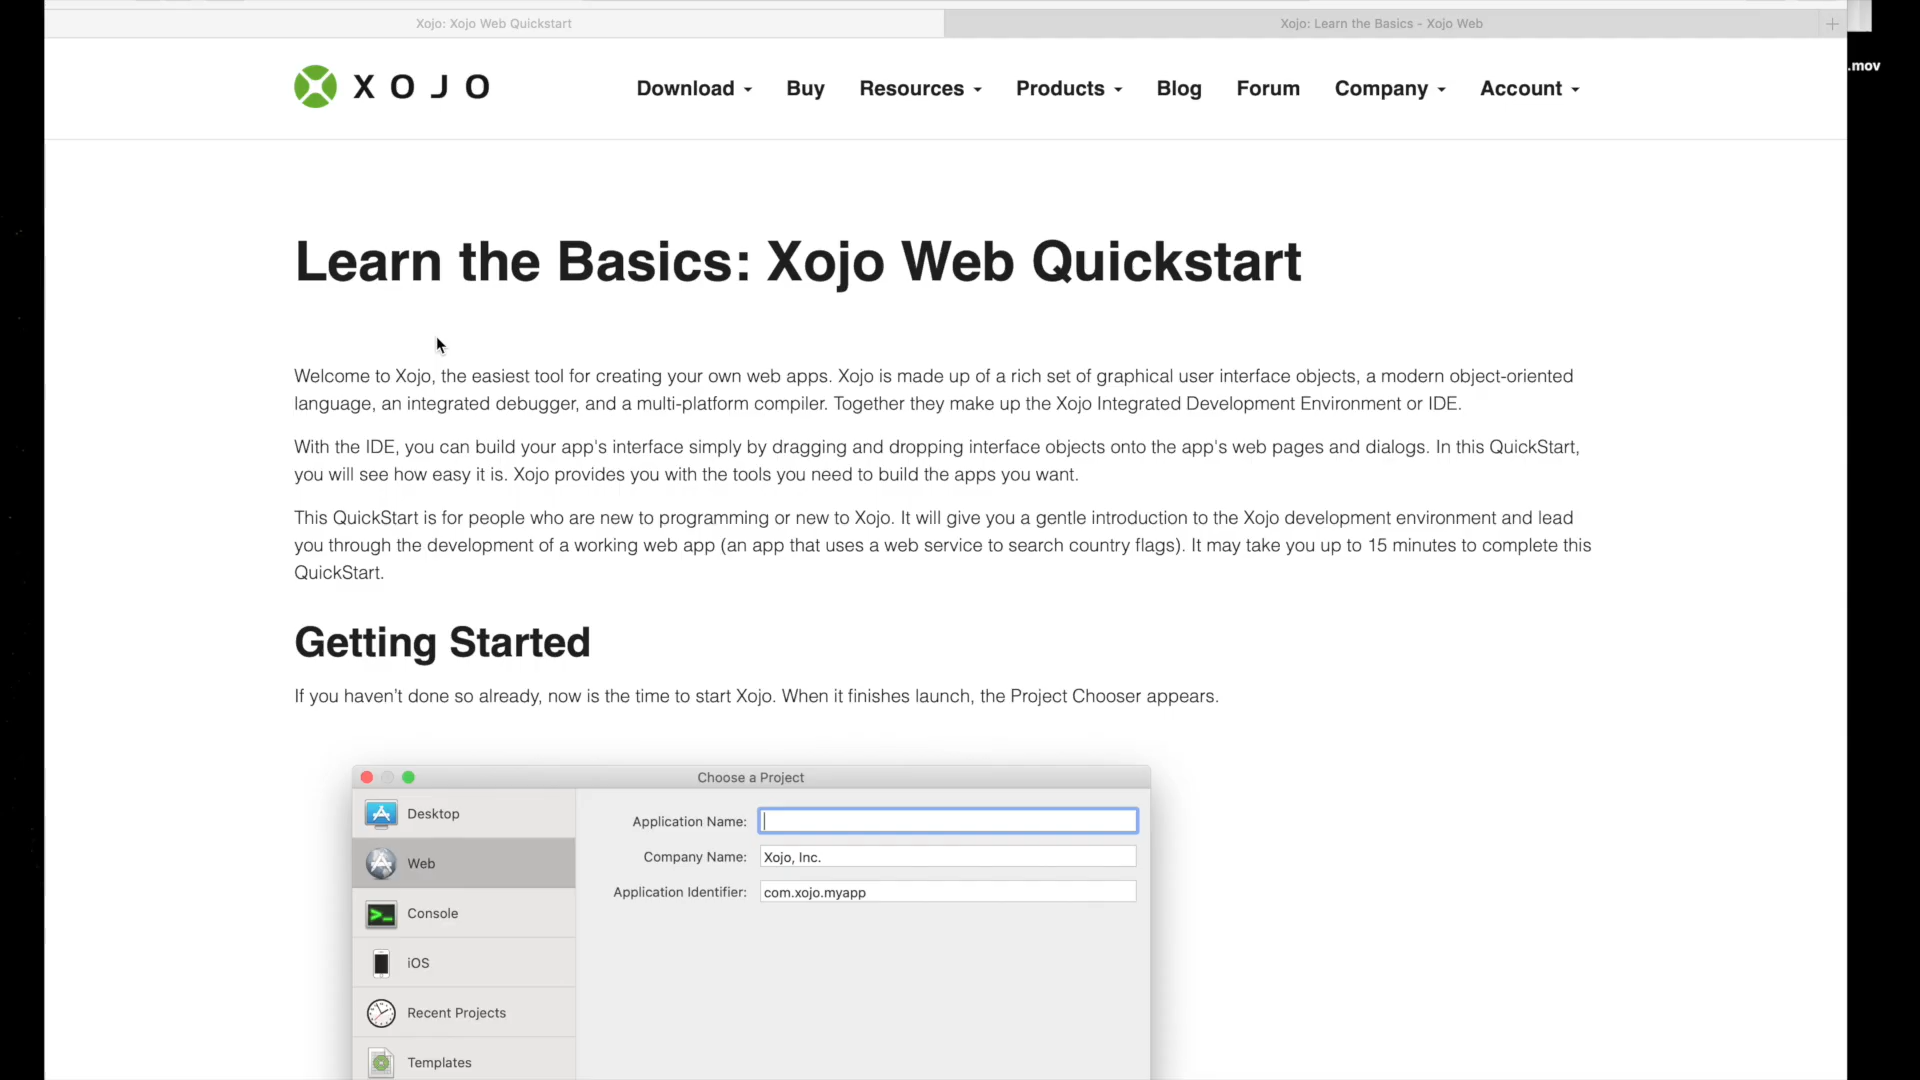 Xojo: Xojo Web Quickstart
Xojo: Learn the Basics - Xojo Web
.mov
XOJO
Download
Buy
Resources
Products
Blog
Forum
Company
Account
Learn the Basics: Xojo Web Quickstart
Welcome to Xojo, the easiest tool for creating your own web apps. Xojo is made up of a rich set of graphical user interface objects, a modern object-oriented
language, an integrated debugger, and a multi-platform compiler. Together they make up the Xojo Integrated Development Environment or IDE.
With the IDE, you can build your app's interface simply by dragging and dropping interface objects onto the app's web pages and dialogs. In this QuickStart,
you will see how easy it is. Xojo provides you with the tools you need to build the apps you want.
This QuickStart is for people who are new to programming or new to Xojo. It will give you a gentle introduction to the Xojo development environment and lead
you through the development of a working web app (an app that uses a web service to search country flags). It may take you up to 15 minutes to complete this
QuickStart.
Getting Started
If you haven't done so already, now is the time to start Xojo. When it finishes launch, the Project Chooser appears.
Choose a Project
Desktop
Web
Console
iOS
Recent Projects
Templates
Application Name:
Company Name: Xojo, Inc.
Application Identifier: com.xojo.myapp